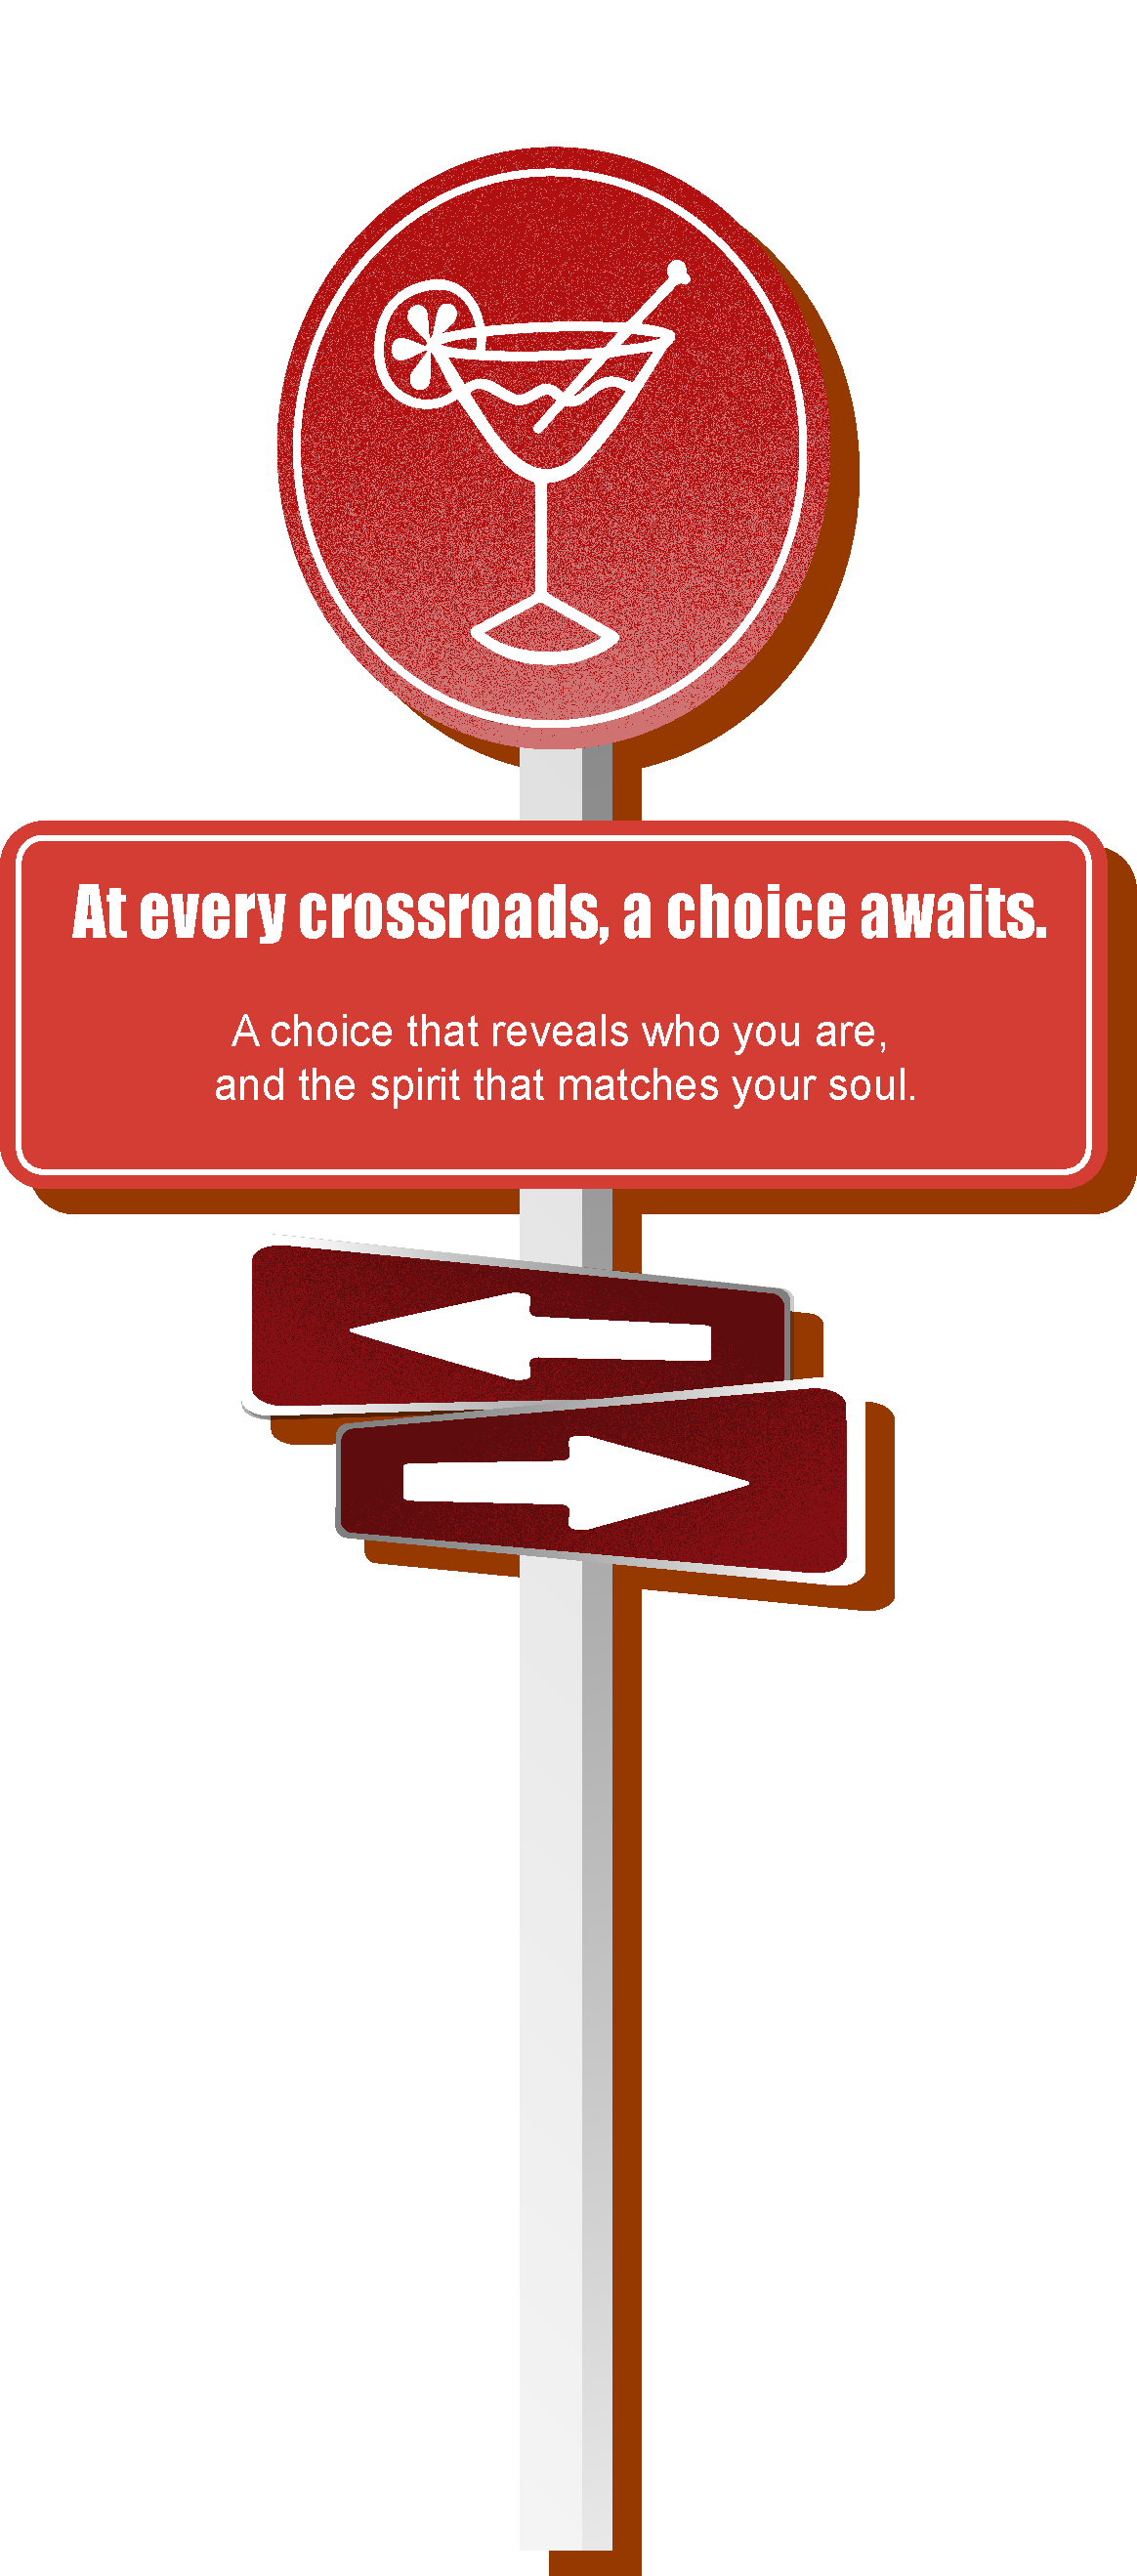 At every crossroads, a choice awaits.
A choice that reveals who you are,
and the spirit that matches your soul.